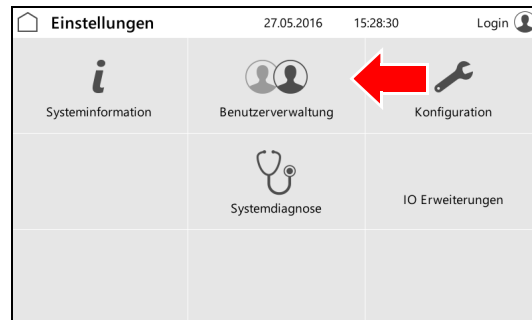 Einstellungen 27.05.2016 15:28:30 Login
Systeminformation Benutzerverwaltung Konfiguration
Systemdiagnose IO Erweiterungen